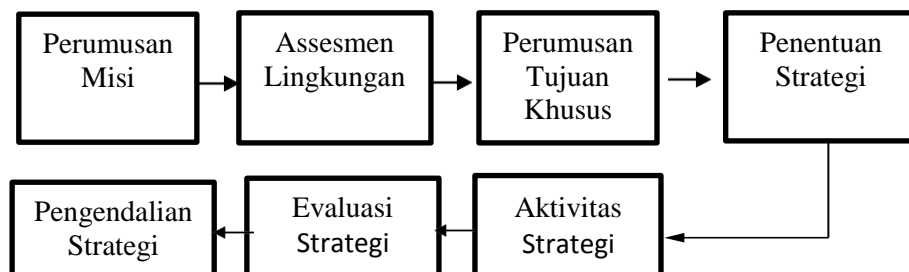 Perumusan
Misi
Assesmen
Lingkungan
Perumusan
Tujuan
Khusus
Penentuan
Strategi
Aktivitas
Strategi
Evaluasi
Strategi
Pengendalian
Strategi